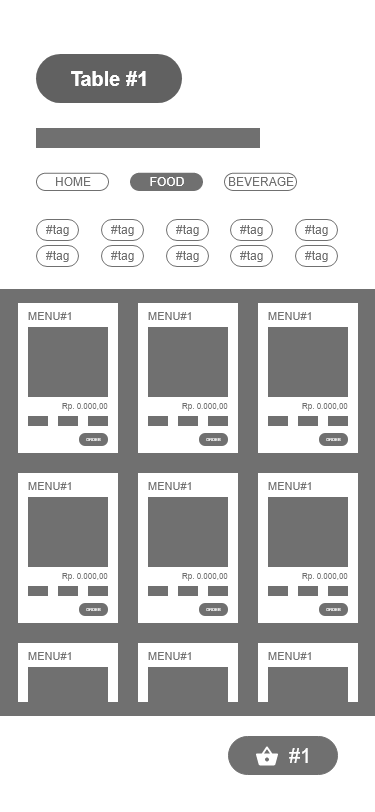 Table #1
HOME FOOD BEVERAGE
#tag #tag #tag #tag #tag
#tag #tag #tag #tag #tag
MENU#1 MENU#1 MENU#1
Rp. 0.000,00 Rp. 0.000,00 Rp. 0.000,00
ORDER ORDER ORDER
MENU#1 MENU#1 MENU#1
Rp. 0.000,00 Rp. 0.000,00 Rp. 0.000,00
ORDER ORDER ORDER
MENU#1 MENU#1 MENU#1
#1